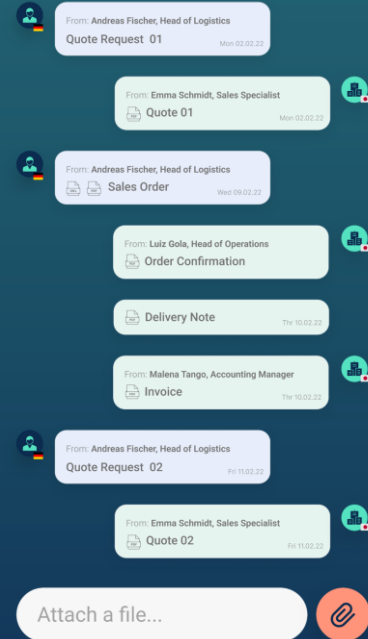 From: Andreas Fischer, Head of Logistics
Quote Request 01
Mon 02.02.22
From: Emma Schmidt, Sales Specialist
Quote 01
Mon 02.02.22
From: Andreas Fischer, Head of Logistics
Sales Order
Wed 09.02.22
From: Luiz Gola, Head of Operations
Order Confirmation
Delivery Note
Thr 10.02.22
From: Malena Tango, Accounting Manager
Invoice
Thr 10.02.22
From: Andreas Fischer, Head of Logistics
Quote Request 02
Fri 11.02.22
From: Emma Schmidt, Sales Specialist
Quote 02
Fri 11.02.22
Attach a file...